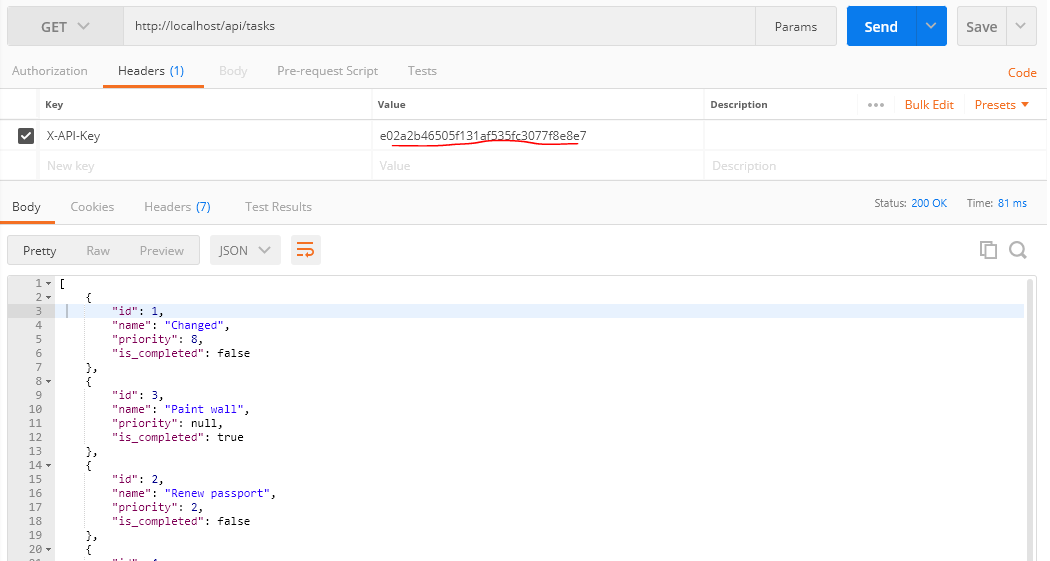 GET http://localhost/api/tasks Params Send Save
Authorization Headers (1) Body Pre-request Script Tests Code
Key Value Description ••• Bulk Edit Presets
X-API-Key e02a2b46505f131af535fc3077f8e8e7
New key Value Description
Body Cookies Headers (7) Test Results Status: 200 OK Time: 81 ms
Pretty Raw Preview JSON
1 [
2 {
3 "id": 1,
4 "name": "Changed",
5 "priority": 8,
6 "is_completed": false
7 },
8 {
9 "id": 3,
10 "name": "Paint wall",
11 "priority": null,
12 "is_completed": true
13 },
14 {
15 "id": 2,
16 "name": "Renew passport",
17 "priority": 2,
18 "is_completed": false
19 },
20 {